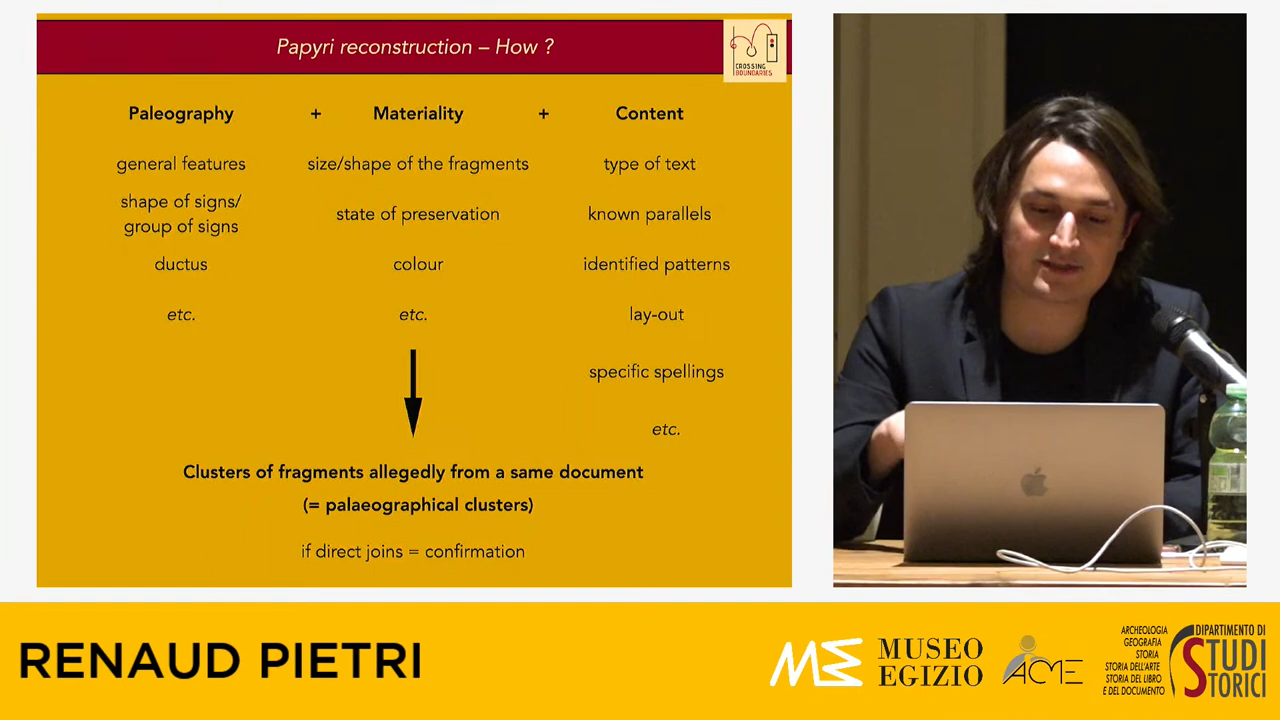 Papyri reconstruction – How ?
CROSSING
BOUNDARIES
Paleography + Materiality + Content
general features size/shape of the fragments type of text
shape of signs/
group of signs state of preservation known parallels
ductus colour identified patterns
etc. etc. lay-out
specific spellings
etc.
Clusters of fragments allegedly from a same document
(= palaeographical clusters)
if direct joins = confirmation
RENAUD PIETRI
ME MUSEO
EGIZIO
ACME
ARCHEOLOGIA
GEOGRAFIA
STORIA
STORIA DELL'ARTE
STORIA DEL LIBRO
E DEL DOCUMENTO
DIPARTIMENTO DI
STUDI
STORICI